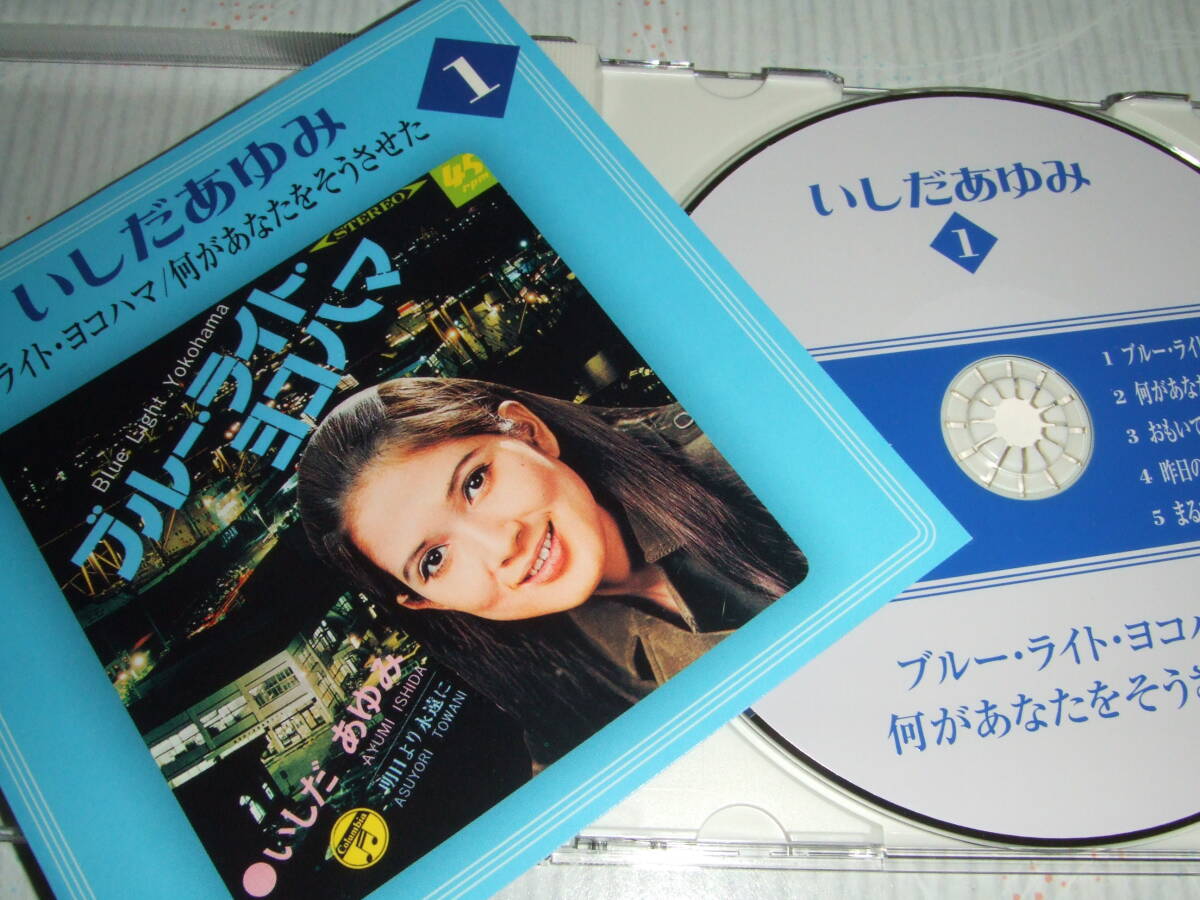 1
いしだあゆみ
ライト・ヨコハマ/何があなたをそうさせた
45
rpm
STEREO
ブルー・ライト
ヨコハマ
Blue Light Yokohama
●いしだ あゆみ
AYUMI ISHIDA
明日より永遠に
ASUYORI TOWANI
Columbia
いしだあゆみ
1
1 ブルー・ライ
2 何があな
3 おもいで
4 昨日の
5 まる
ブルー・ライト・ヨコハ
何があなたをそうさ